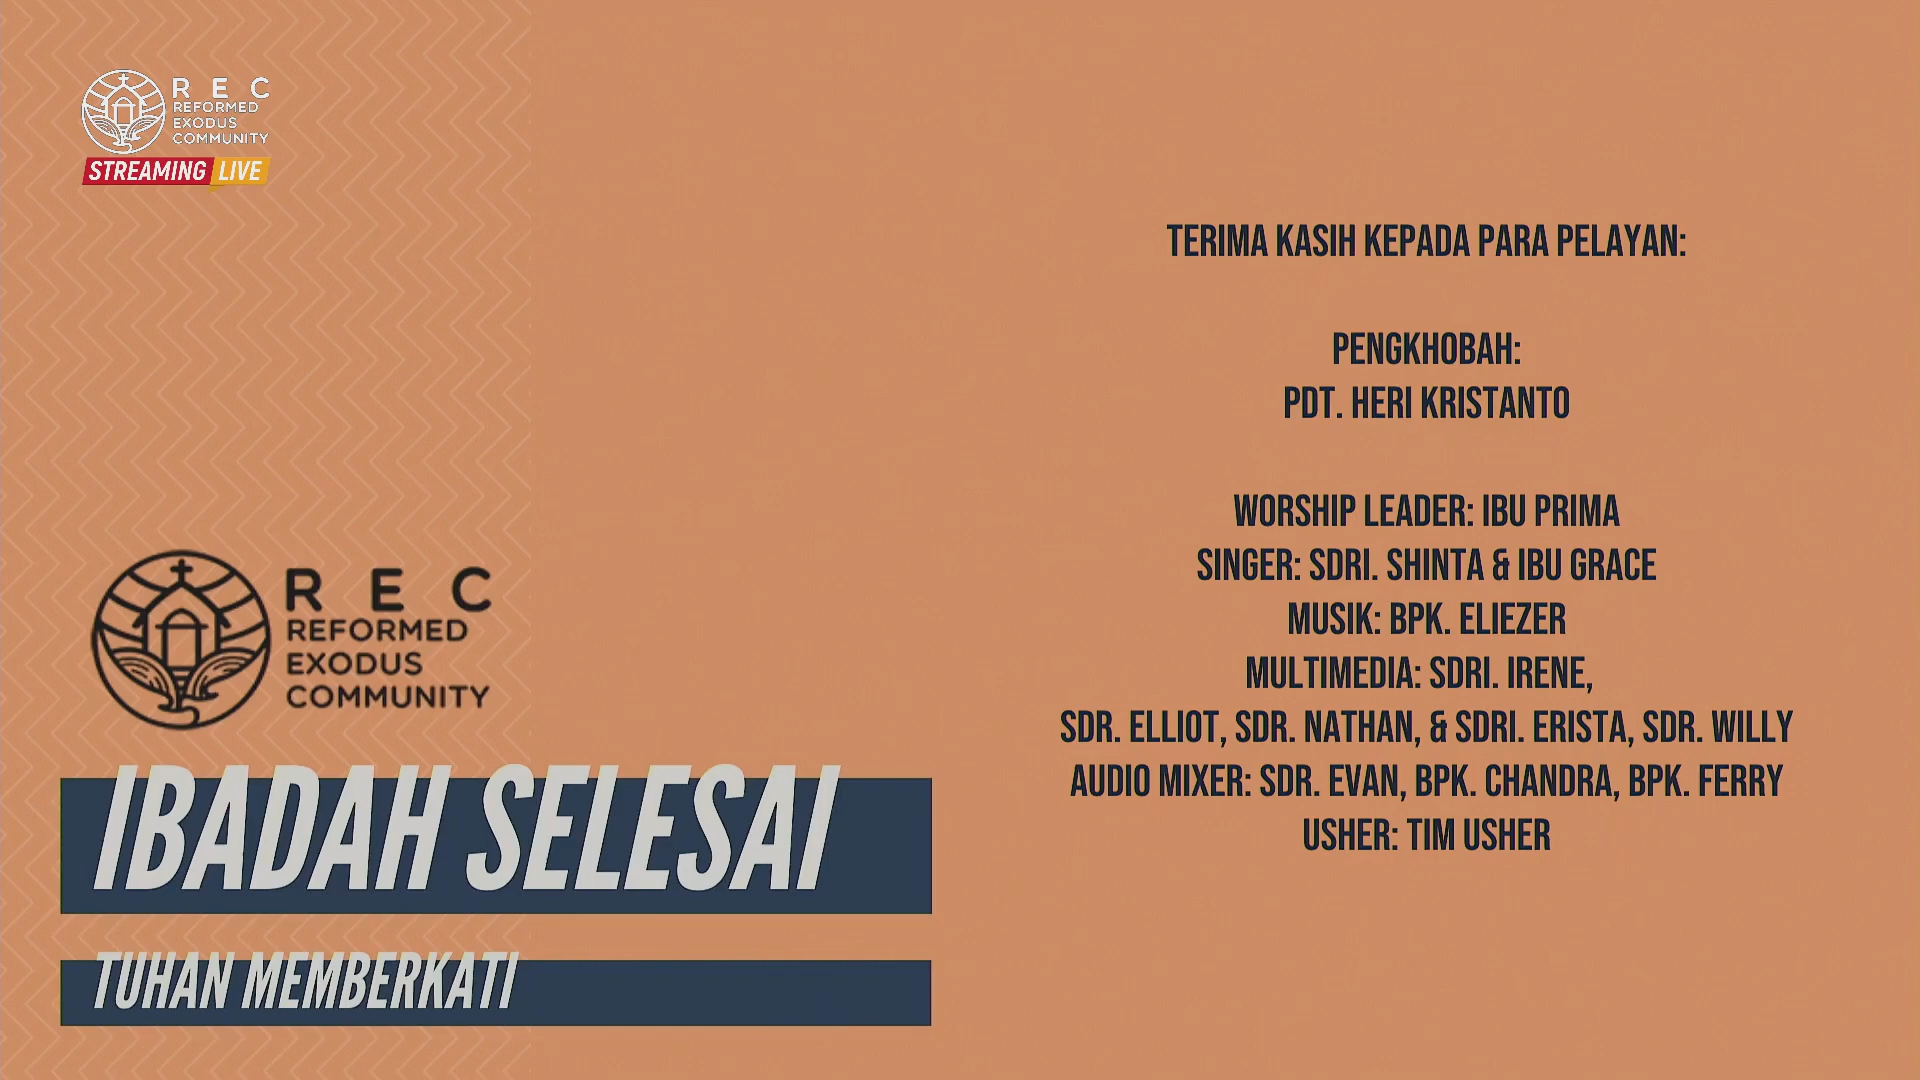 R E C
REFORMED
EXODUS
COMMUNITY
STREAMING LIVE
TERIMA KASIH KEPADA PARA PELAYAN:
PENGKHOBAH:
PDT. HERI KRISTANTO
WORSHIP LEADER: IBU PRIMA
SINGER: SDRI. SHINTA & IBU GRACE
MUSIK: BPK. ELIEZER
MULTIMEDIA: SDRI. IRENE,
SDR. ELLIOT, SDR. NATHAN, & SDRI. ERISTA, SDR. WILLY
AUDIO MIXER: SDR. EVAN, BPK. CHANDRA, BPK. FERRY
USHER: TIM USHER
R E C
REFORMED
EXODUS
COMMUNITY
IBADAH SELESAI
TUHAN MEMBERKATI